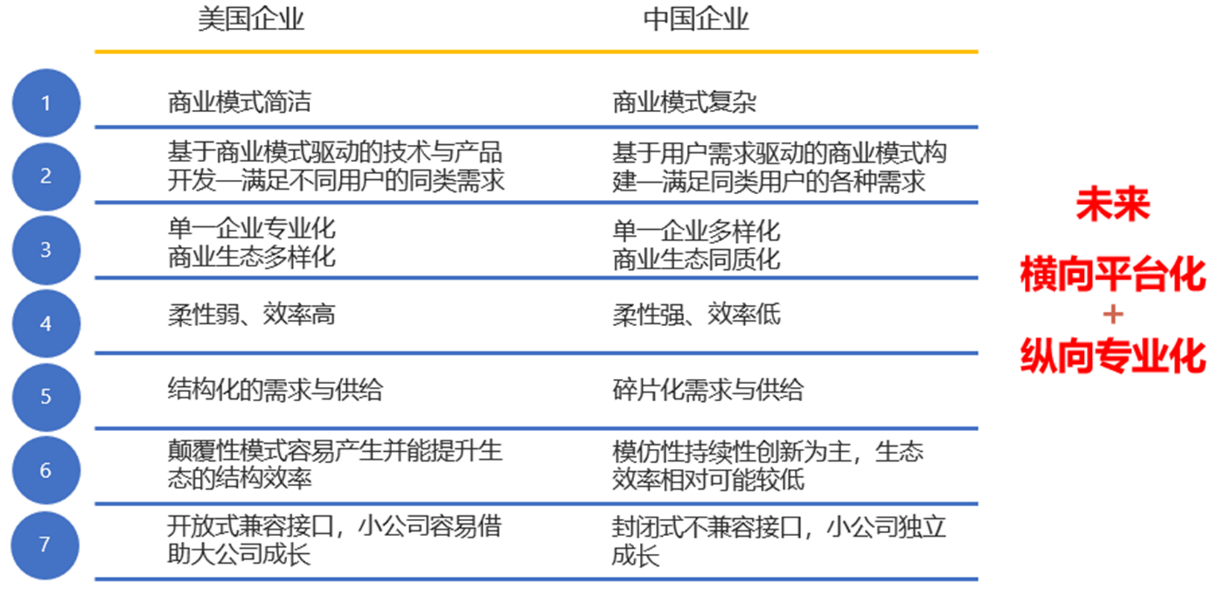 美国企业
中国企业
1
商业模式简洁
商业模式复杂
2
基于商业模式驱动的技术与产品
开发—满足不同用户的同类需求
基于用户需求驱动的商业模式构
建—满足同类用户的各种需求
3
单一企业专业化
商业生态多样化
单一企业多样化
商业生态同质化
4
柔性弱、效率高
柔性强、效率低
5
结构化的需求与供给
碎片化需求与供给
6
颠覆性模式容易产生并能提升生
态的结构效率
模仿性持续性创新为主，生态
效率相对可能较低
7
开放式兼容接口，小公司容易借
助大公司成长
封闭式不兼容接口，小公司独立
成长
未来
横向平台化
+
纵向专业化